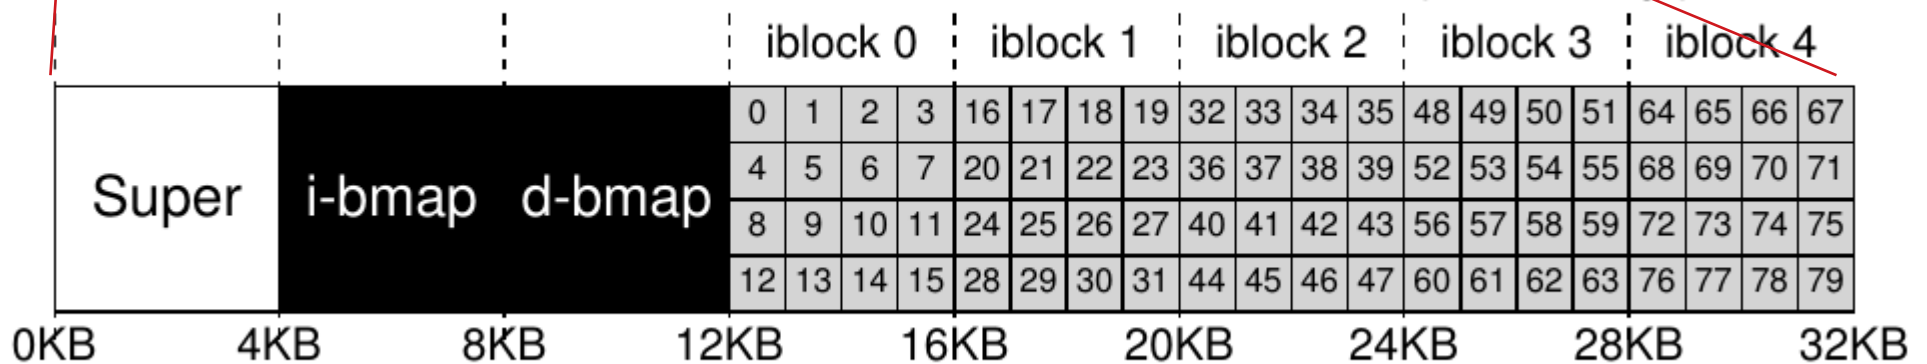 iblock 0 iblock 1 iblock 2 iblock 3 iblock 4
0 1 2 3 16 17 18 19 32 33 34 35 48 49 50 51 64 65 66 67
4 5 6 7 20 21 22 23 36 37 38 39 52 53 54 55 68 69 70 71
Super i-bmap d-bmap
8 9 10 11 24 25 26 27 40 41 42 43 56 57 58 59 72 73 74 75
12 13 14 15 28 29 30 31 44 45 46 47 60 61 62 63 76 77 78 79
0KB 4KB 8KB 12KB 16KB 20KB 24KB 28KB 32KB